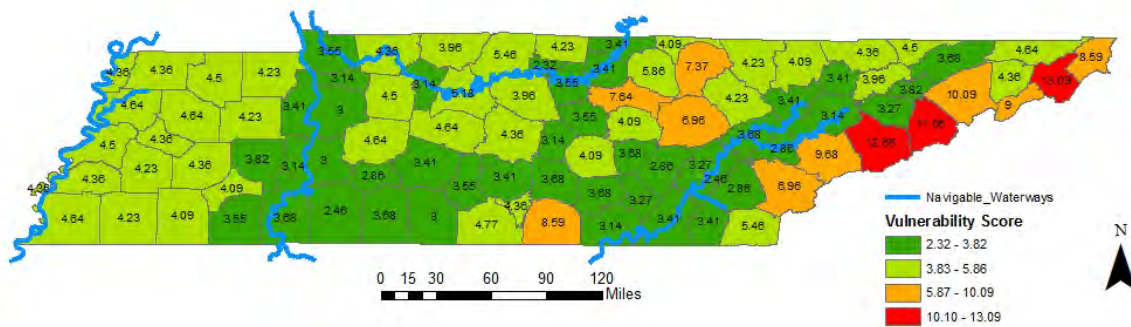 3.55 4.36 3.96 5.46 4.23 3.41 4.09 4.36 4.5 4.64 8.59
4.36 4.36 4.5 4.23 3.14 2.32 3.55 3.41 5.86 7.37 4.23 4.09 3.41 3.96 3.68 4.36 13.09
4.64 3.41 3 4.5 3.14 5.18 3.96 7.64 4.23 3.41 3.82 10.09 9
4.64 4.23 3.55 4.09 6.96 3.14 3.27
4.5 4.36 4.64 4.64 4.36 3.68 2.86 9.68
4.36 4.23 4.36 3.82 3.14 3 2.86 3.41 4.09 3.68 2.86 3.27 2.46 6.96
4.36 4.09 3.55 3.41 3.68 3.68 3.27 2.86
4.64 4.23 4.09 3.55 3.68 2.46 3.68 3 4.77 4.36 8.59 3.14 3.41 3.41 5.46
Navigable_Waterways
Vulnerability Score
2.32 - 3.82
3.83 - 5.86
5.87 - 10.09
10.10 - 13.09
N
0 15 30 60 90 120
Miles